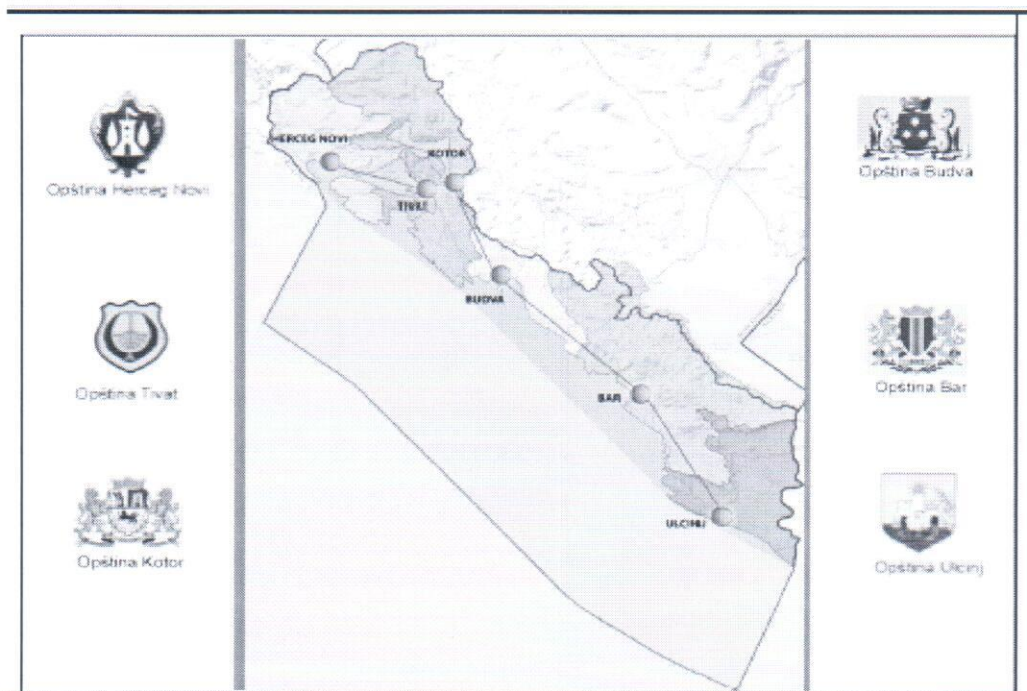 Opština Herceg Novi
Opština Tivat
Opština Kotor
HERCEG NOVI
KOTOR
TIVAT
BUDVA
BAR
ULCINJ
Opština Budva
Opština Bar
Opština Ulcinj